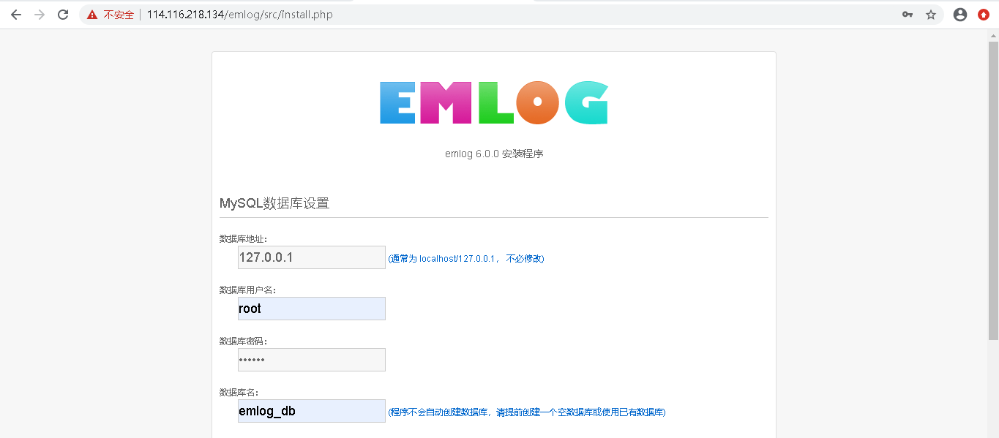 不安全 114.116.218.134/emlog/src/install.php
EMLOG
emlog 6.0.0 安装程序
MySQL数据库设置
数据库地址：
127.0.0.1 (通常为 localhost/127.0.0.1， 不必修改)
数据库用户名：
root
数据库密码：
••••••
数据库名：
emlog_db (程序不会自动创建数据库，请提前创建一个空数据库或使用已有数据库)